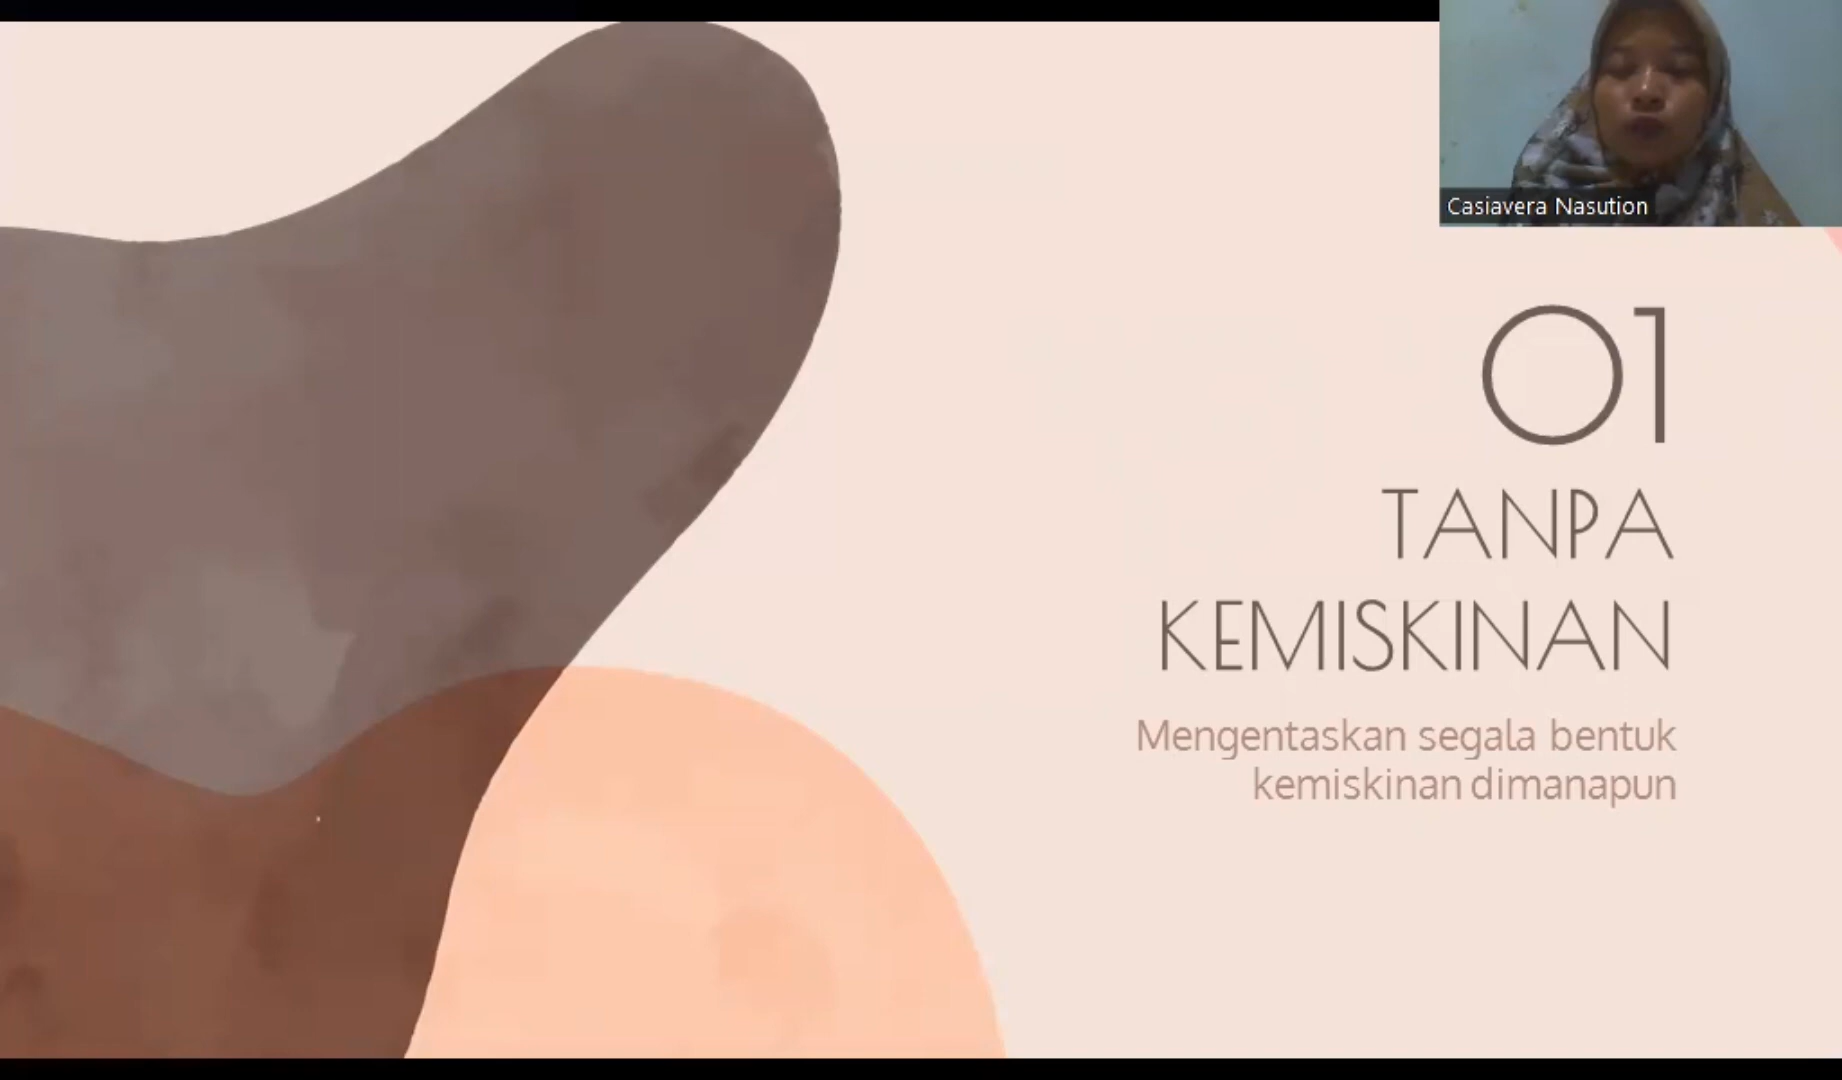 Casiavera Nasution
01
TANPA
KEMISKINAN
Mengentaskan segala bentuk
kemiskinan dimanapun